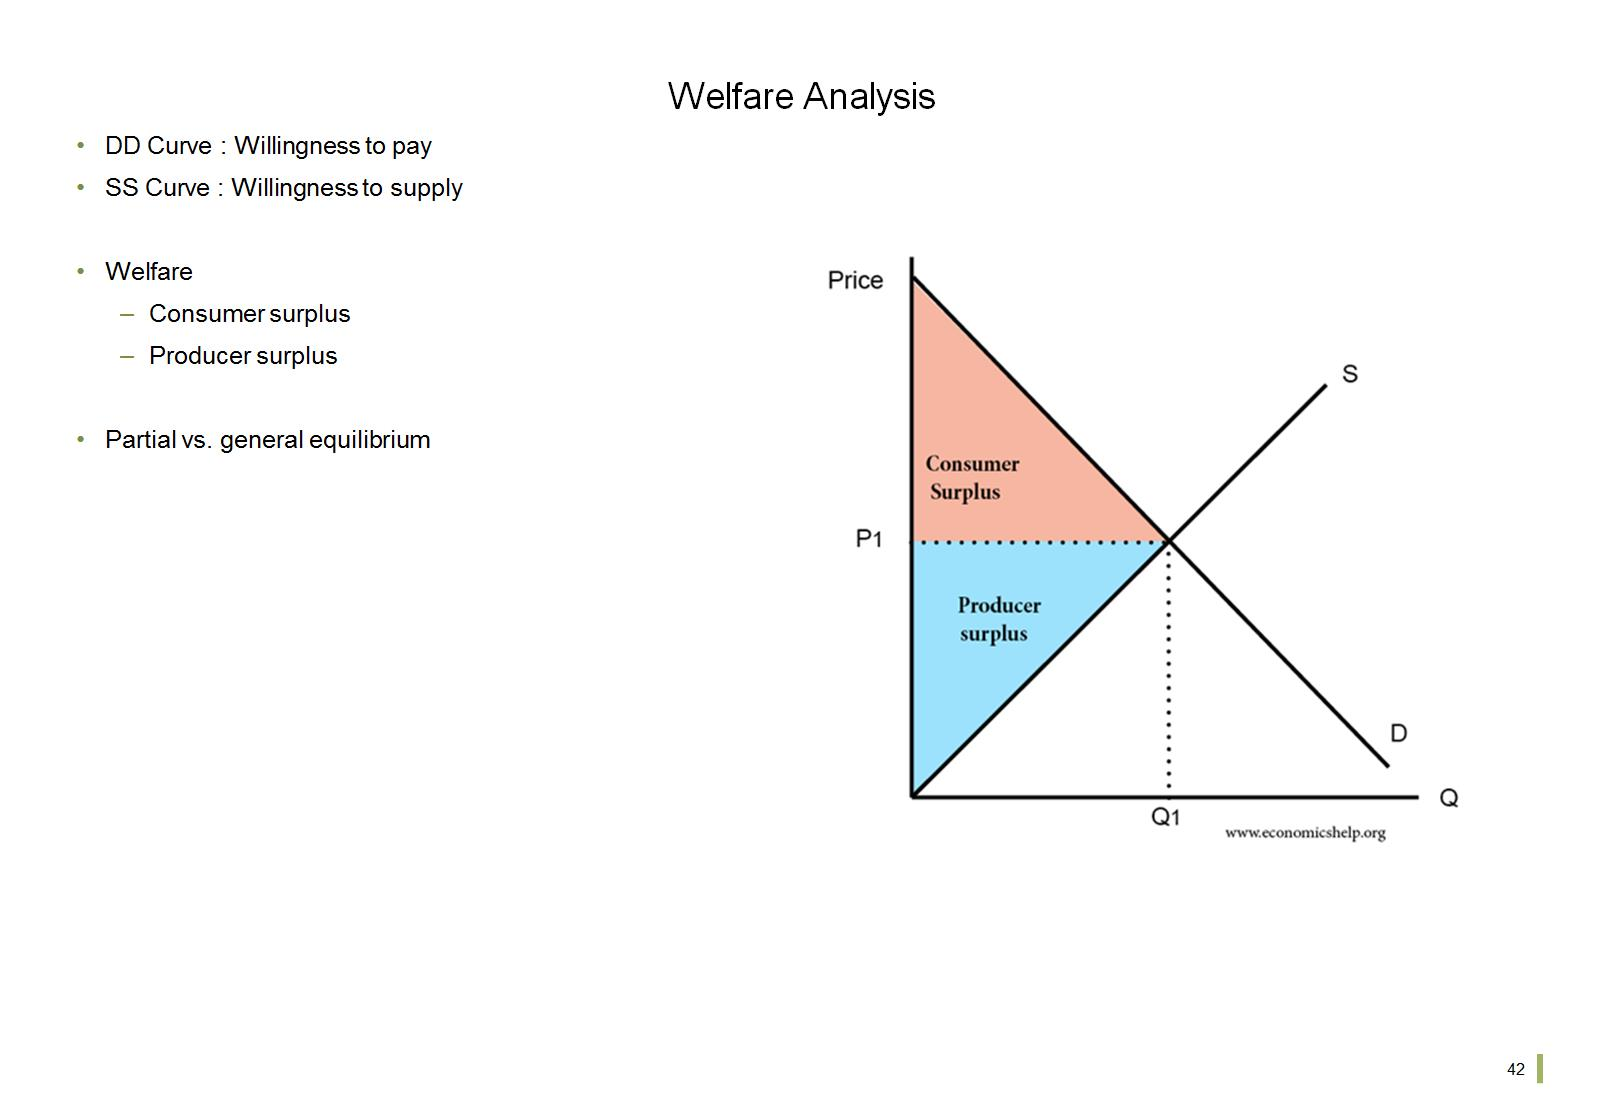 Welfare Analysis
• DD Curve : Willingness to pay
• SS Curve : Willingness to supply
• Welfare
– Consumer surplus
– Producer surplus
• Partial vs. general equilibrium
Price
S
Consumer
Surplus
P1
Producer
surplus
D
Q
Q1
www.economicshelp.org
42